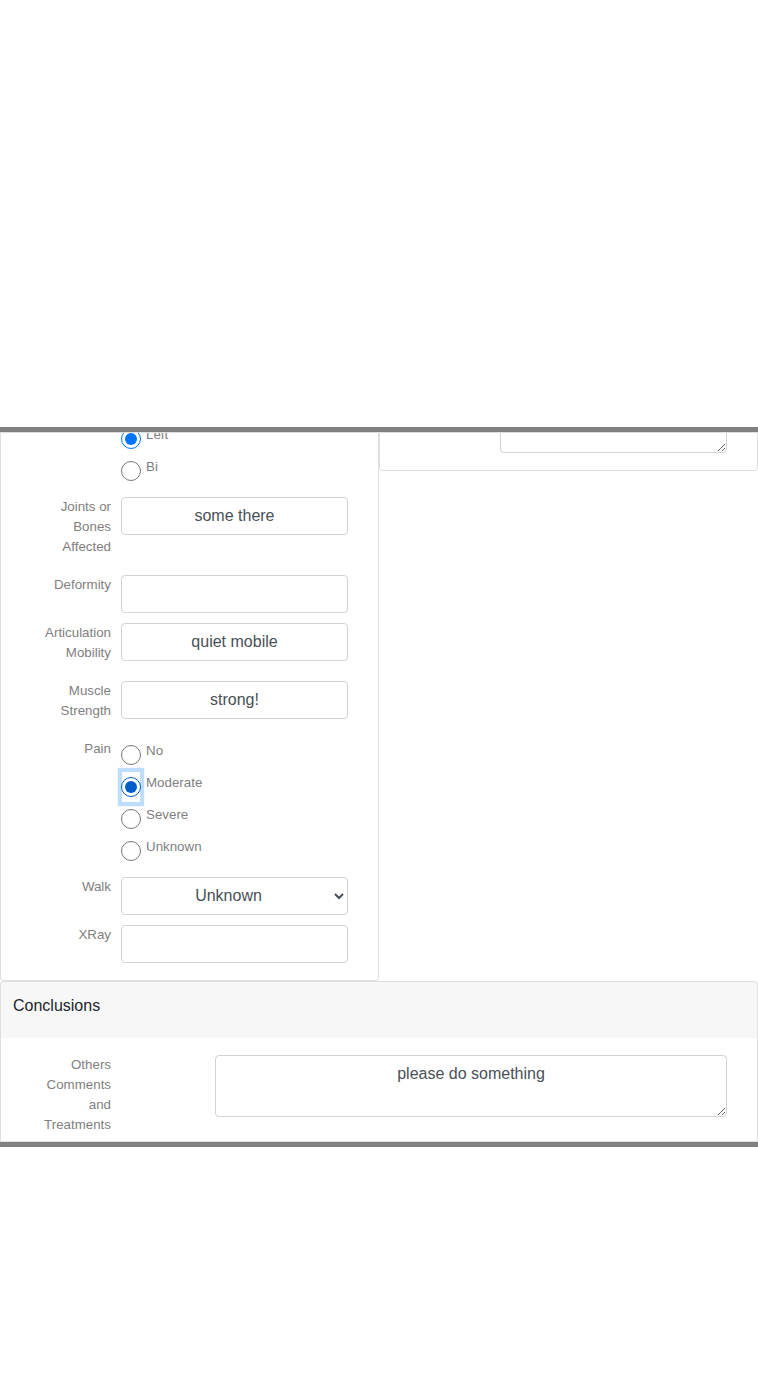 Left
Bi
Joints or
Bones
Affected
some there
Deformity
Articulation
Mobility
quiet mobile
Muscle
Strength
strong!
Pain
No
Moderate
Severe
Unknown
Walk
Unknown
XRay
Conclusions
Others
Comments
and
Treatments
please do something